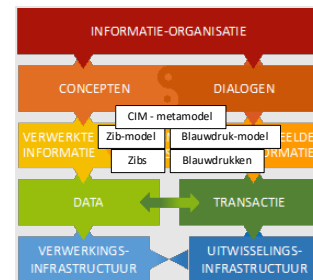 INFORMATIE-ORGANISATIE
CONCEPTEN
DIALOGEN
CIM - metamodel
Zib-model
Blauwdruk-model
VERWERKTE
INFORMATIE
Zibs
Blauwdrukken
DATA
TRANSACTIE
VERWERKINGS-
INFRASTRUCTUUR
UITWISSELINGS-
INFRASTRUCTUUR